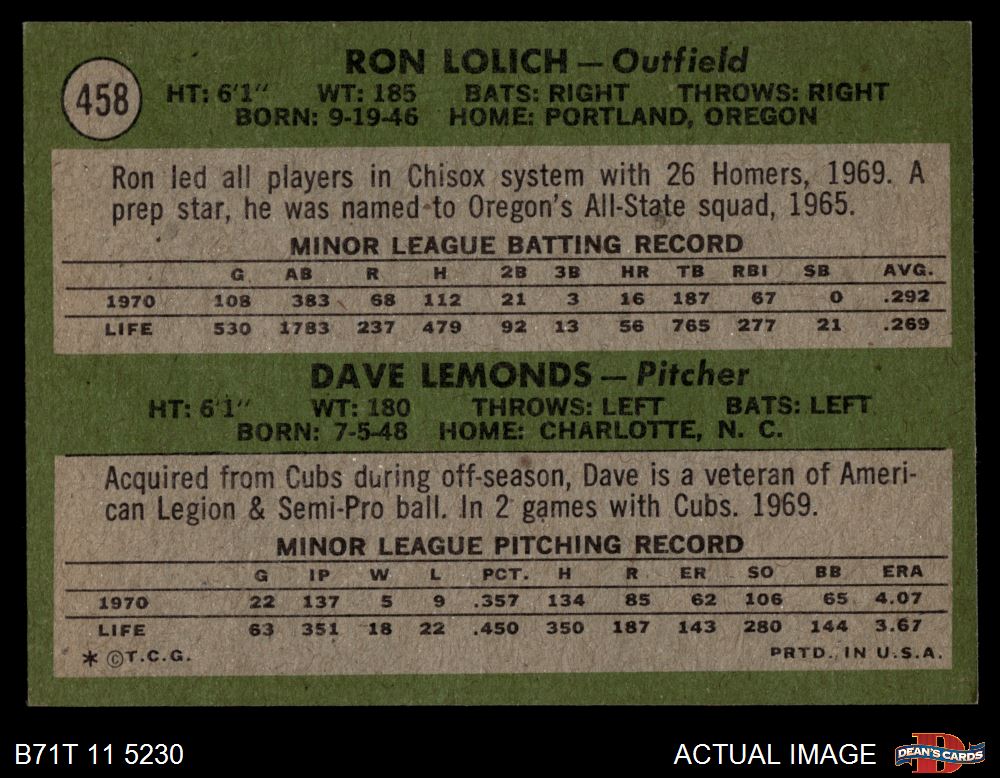 458
RON LOLICH — Outfield
HT: 6'1" WT: 185 BATS: RIGHT THROWS: RIGHT
BORN: 9-19-46 HOME: PORTLAND, OREGON
Ron led all players in Chisox system with 26 Homers, 1969. A
prep star, he was named to Oregon's All-State squad, 1965.
MINOR LEAGUE BATTING RECORD
G AB R H 2B 3B HR TB RBI SB AVG.
1970 108 383 68 112 21 3 16 187 67 0 .292
LIFE 530 1783 237 479 92 13 56 765 277 21 .269
DAVE LEMONDS — Pitcher
HT: 6'1" WT: 180 THROWS: LEFT BATS: LEFT
BORN: 7-5-48 HOME: CHARLOTTE, N. C.
Acquired from Cubs during off-season, Dave is a veteran of Ameri-
can Legion & Semi-Pro ball. In 2 games with Cubs. 1969.
MINOR LEAGUE PITCHING RECORD
G IP W L PCT. H R ER SO BB ERA
1970 22 137 5 9 .357 134 85 62 106 65 4.07
LIFE 63 351 18 22 .450 350 187 143 280 144 3.67
* ©T.C.G. PRTD. IN U.S.A.
B71T 11 5230 ACTUAL IMAGE D DEAN'S CARDS